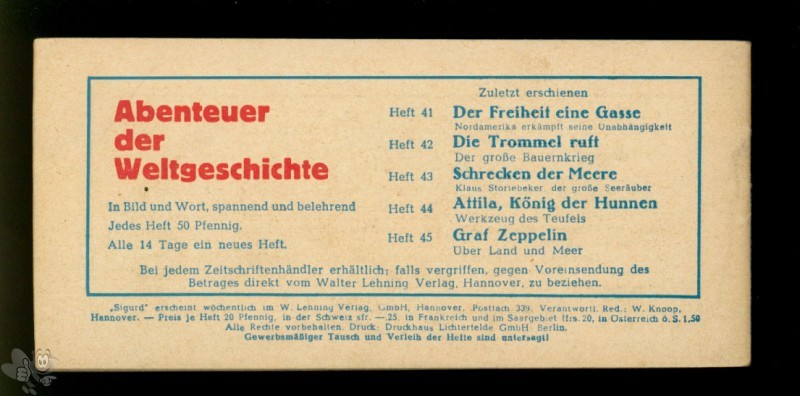 Abenteuer
der
Weltgeschichte
In Bild und Wort, spannend und belehrend
Jedes Heft 50 Pfennig.
Alle 14 Tage ein neues Heft.
Zuletzt erschienen
Heft 41 Der Freiheit eine Gasse
Nordamerika erkämpft seine Unabhängigkeit
Heft 42 Die Trommel ruft
Der große Bauernkrieg
Heft 43 Schrecken der Meere
Klaus Störtebeker der große Seeräuber
Heft 44 Attila, König der Hunnen
Werkzeug des Teufels
Heft 45 Graf Zeppelin
Über Land und Meer
Bei jedem Zeitschriftenhändler erhältlich; falls vergriffen, gegen Voreinsendung des
Betrages direkt vom Walter Lehning Verlag, Hannover, zu beziehen.
„Sigurd" erscheint wöchentlich im W. Lehning Verlag, GmbH, Hannover, Postfach 339, Verantwortl. Red.: W. Knoop,
Hannover. — Preis je Heft 20 Pfennig, in der Schweiz sfr. —.25, in Frankreich und im Saargebiet ffrs. 20, in Österreich ö. S. 1,50
Alle Rechte vorbehalten. Druck: Druckhaus Lichterfelde GmbH Berlin.
Gewerbsmäßiger Tausch und Verleih der Hefte sind untersagt!